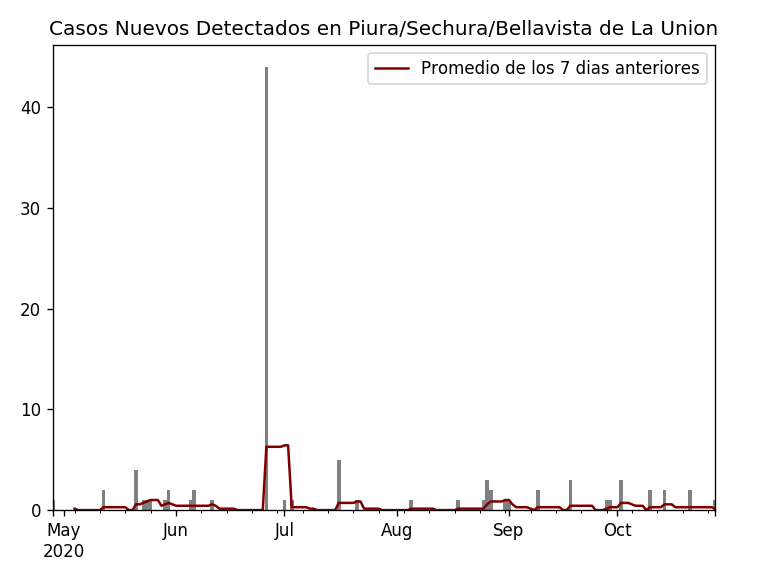 Casos Nuevos Detectados en Piura/Sechura/Bellavista de La Union
Promedio de los 7 dias anteriores
40
30
20
10
0
May Jun Jul Aug Sep Oct
2020